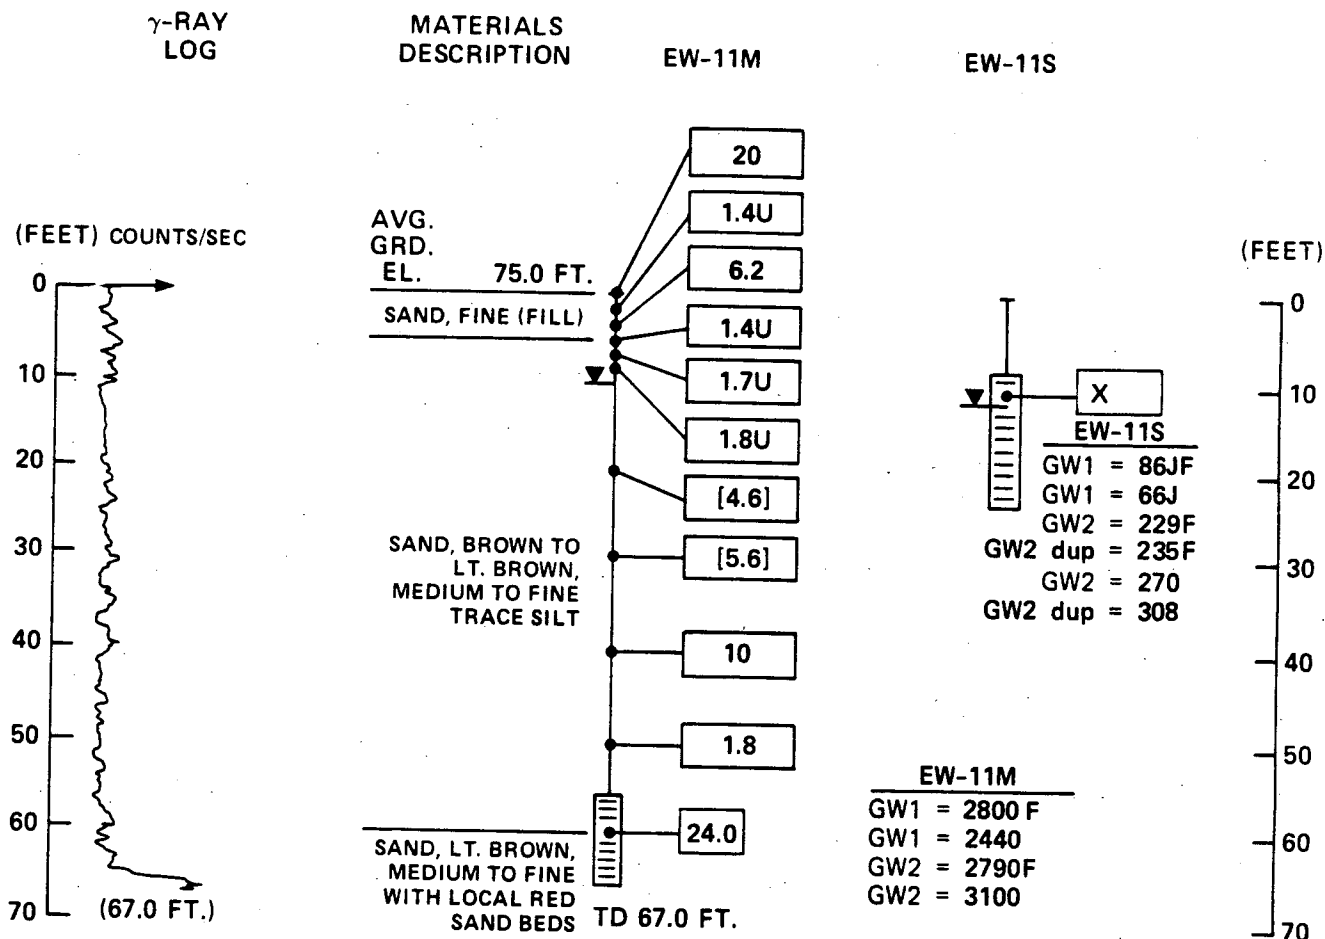 γ-RAY
LOG
MATERIALS
DESCRIPTION
EW-11M
EW-11S
(FEET) COUNTS/SEC
0
10
20
30
40
50
60
70
(67.0 FT.)
AVG.
GRD.
EL. 75.0 FT.
SAND, FINE (FILL)
SAND, BROWN TO
LT. BROWN,
MEDIUM TO FINE
TRACE SILT
SAND, LT. BROWN,
MEDIUM TO FINE
WITH LOCAL RED
SAND BEDS
TD 67.0 FT.
20
1.4U
6.2
1.4U
1.7U
1.8U
[4.6]
[5.6]
10
1.8
24.0
X
EW-11S
GW1 = 86JF
GW1 = 66J
GW2 = 229F
GW2 dup = 235F
GW2 = 270
GW2 dup = 308
EW-11M
GW1 = 2800 F
GW1 = 2440
GW2 = 2790F
GW2 = 3100
(FEET)
0
10
20
30
40
50
60
70